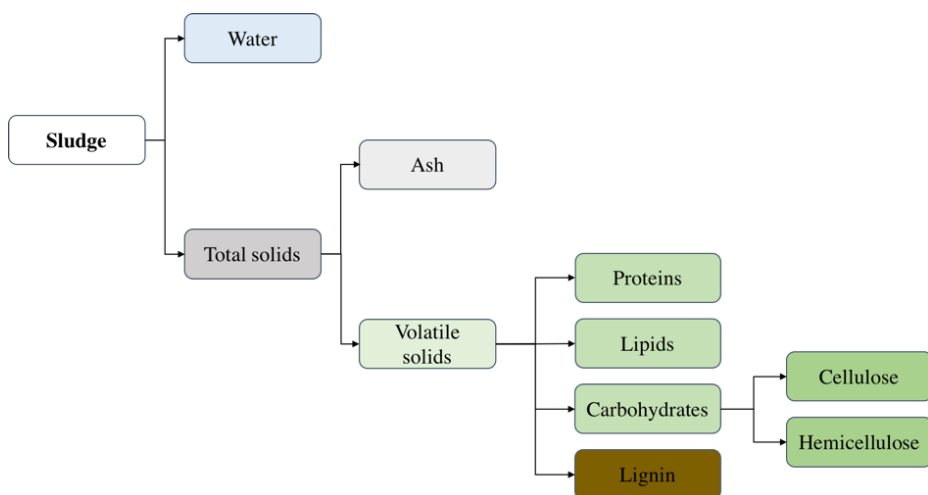 Water
Sludge
Ash
Total solids
Proteins
Volatile
solids
Lipids
Cellulose
Carbohydrates
Hemicellulose
Lignin